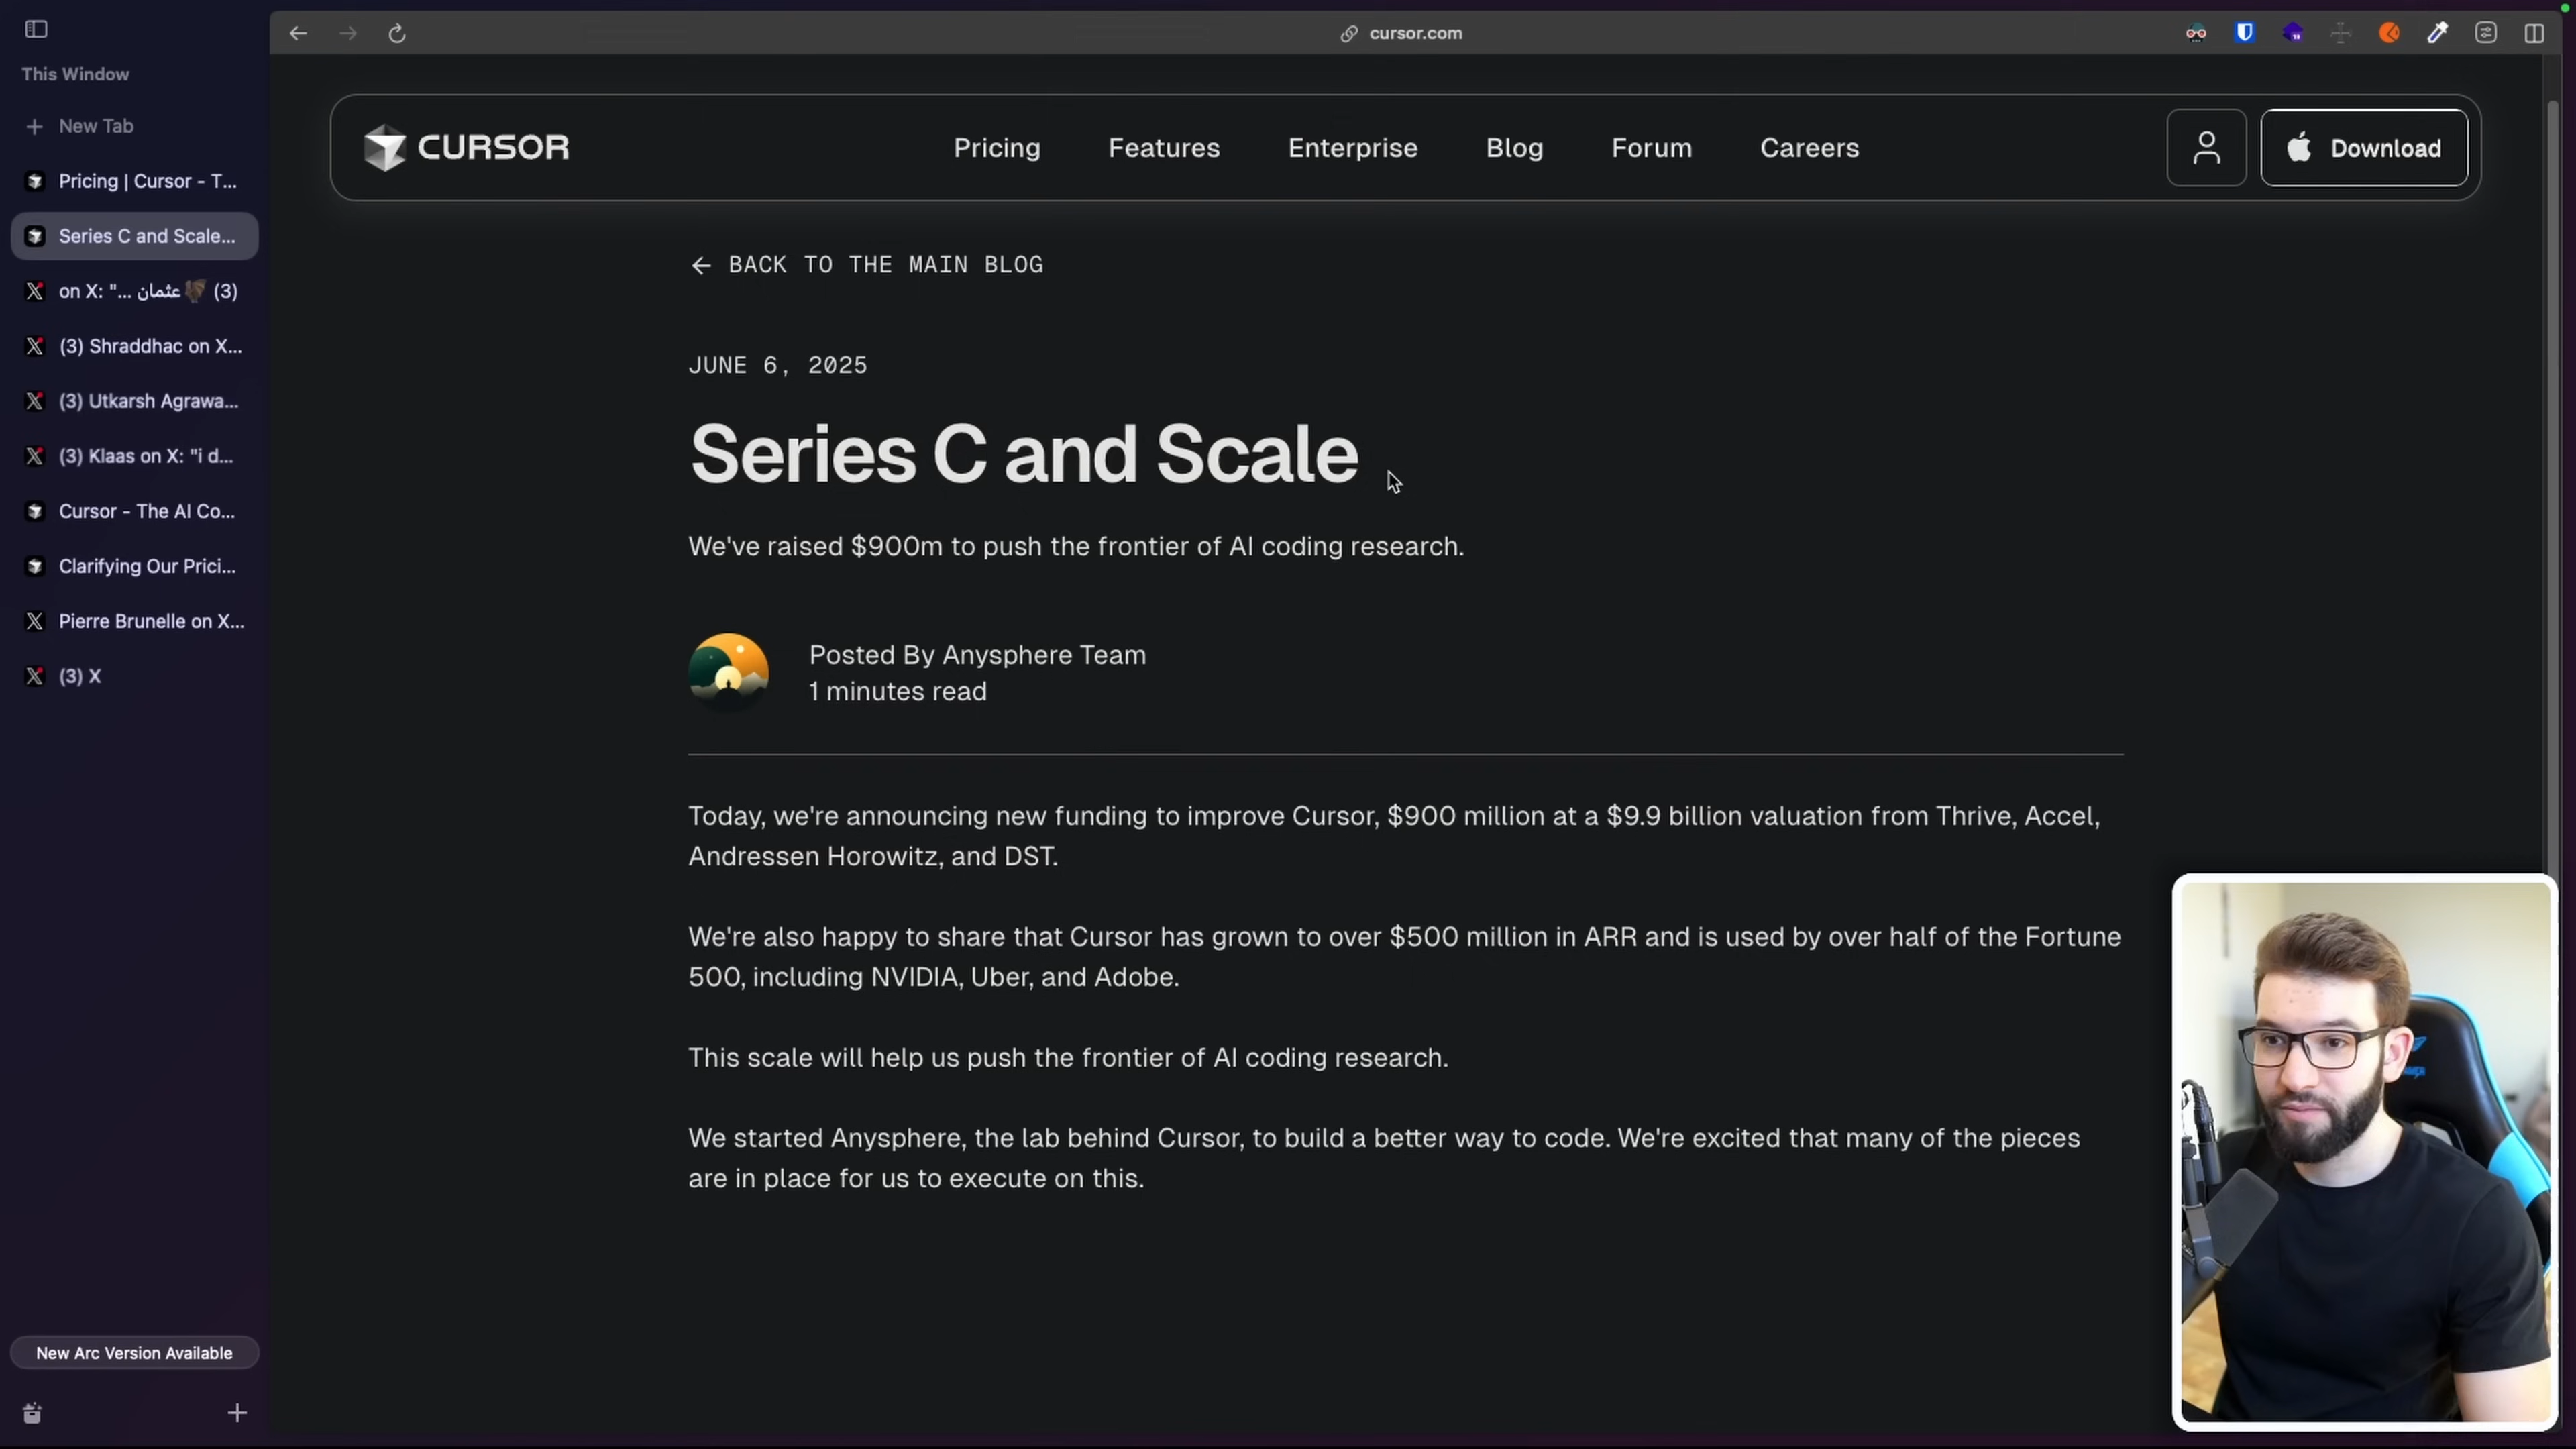 This Window
New Tab
Pricing | Cursor - T...
Series C and Scale...
on X: "... عثمان (3)
(3) Shraddhac on X...
(3) Utkarsh Agrawa...
(3) Klaas on X: "i d...
Cursor - The AI Co...
Clarifying Our Prici...
Pierre Brunelle on X...
(3) X
New Arc Version Available
cursor.com
CURSOR
Pricing
Features
Enterprise
Blog
Forum
Careers
Download
← BACK TO THE MAIN BLOG
JUNE 6, 2025
Series C and Scale
We've raised $900m to push the frontier of AI coding research.
Posted By Anysphere Team
1 minutes read
Today, we're announcing new funding to improve Cursor, $900 million at a $9.9 billion valuation from Thrive, Accel,
Andressen Horowitz, and DST.
We're also happy to share that Cursor has grown to over $500 million in ARR and is used by over half of the Fortune
500, including NVIDIA, Uber, and Adobe.
This scale will help us push the frontier of AI coding research.
We started Anysphere, the lab behind Cursor, to build a better way to code. We're excited that many of the pieces
are in place for us to execute on this.